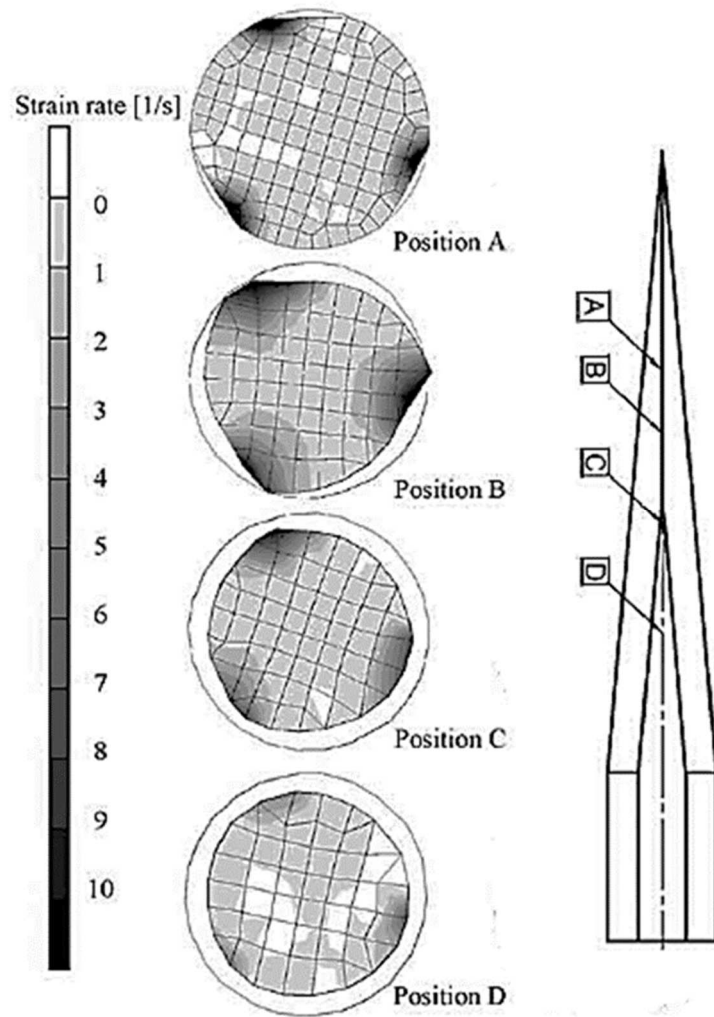 Strain rate [1/s]
0
1
2
3
4
5
6
7
8
9
10
Position A
Position B
Position C
Position D
A
B
C
D